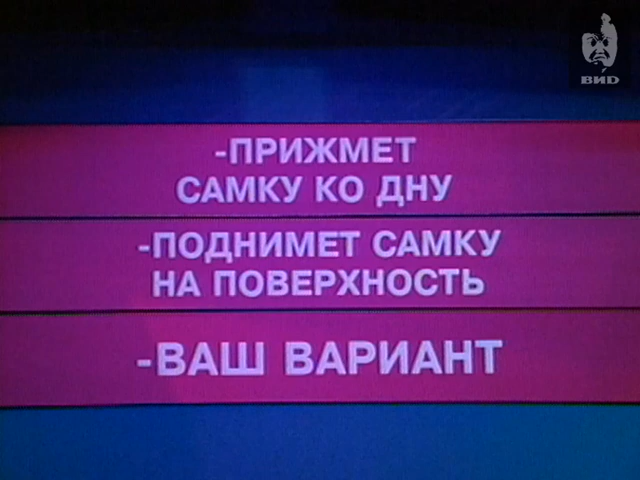 ВИD
-ПРИЖМЕТ
САМКУ КО ДНУ
-ПОДНИМЕТ САМКУ
НА ПОВЕРХНОСТЬ
-ВАШ ВАРИАНТ